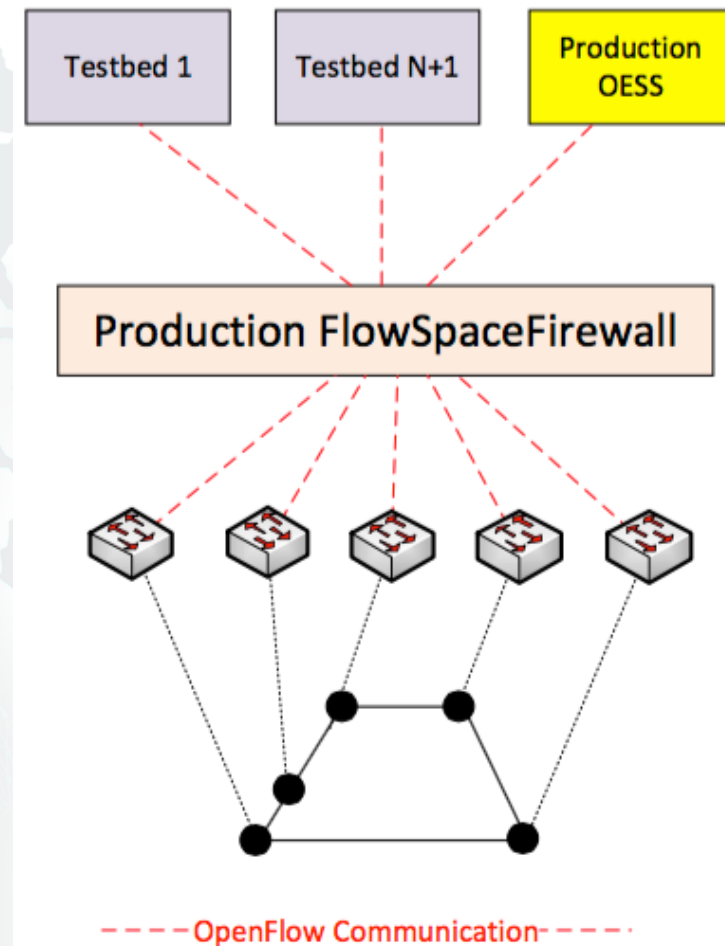 Testbed 1
Testbed N+1
Production
OESS
Production FlowSpaceFirewall
OpenFlow Communication